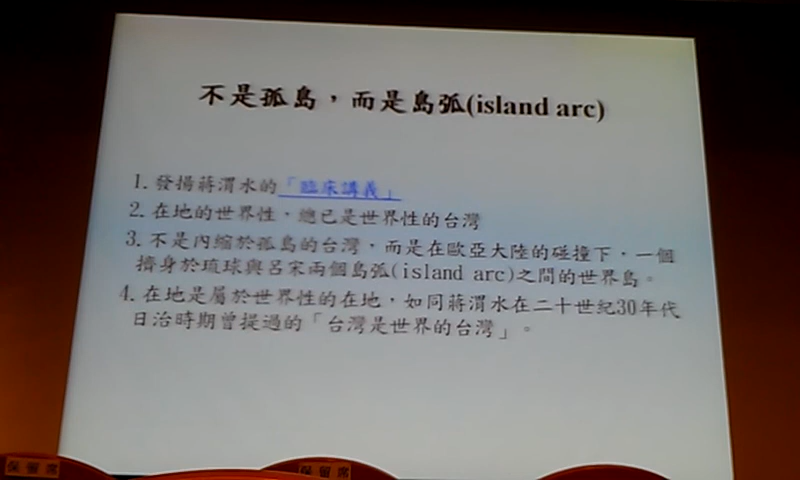 不是孤島，而是島弧(island arc)
1. 發揚蔣渭水的「臨床講義」
2. 在地的世界性，總已是世界性的台灣
3. 不是內縮於孤島的台灣，而是在歐亞大陸的碰撞下，一個
擠身於琉球與呂宋兩個島弧(island arc)之間的世界島。
4. 在地是屬於世界性的在地，如同蔣渭水在二十世紀30年代
日治時期曾提過的「台灣是世界的台灣」。
保留席
保留席